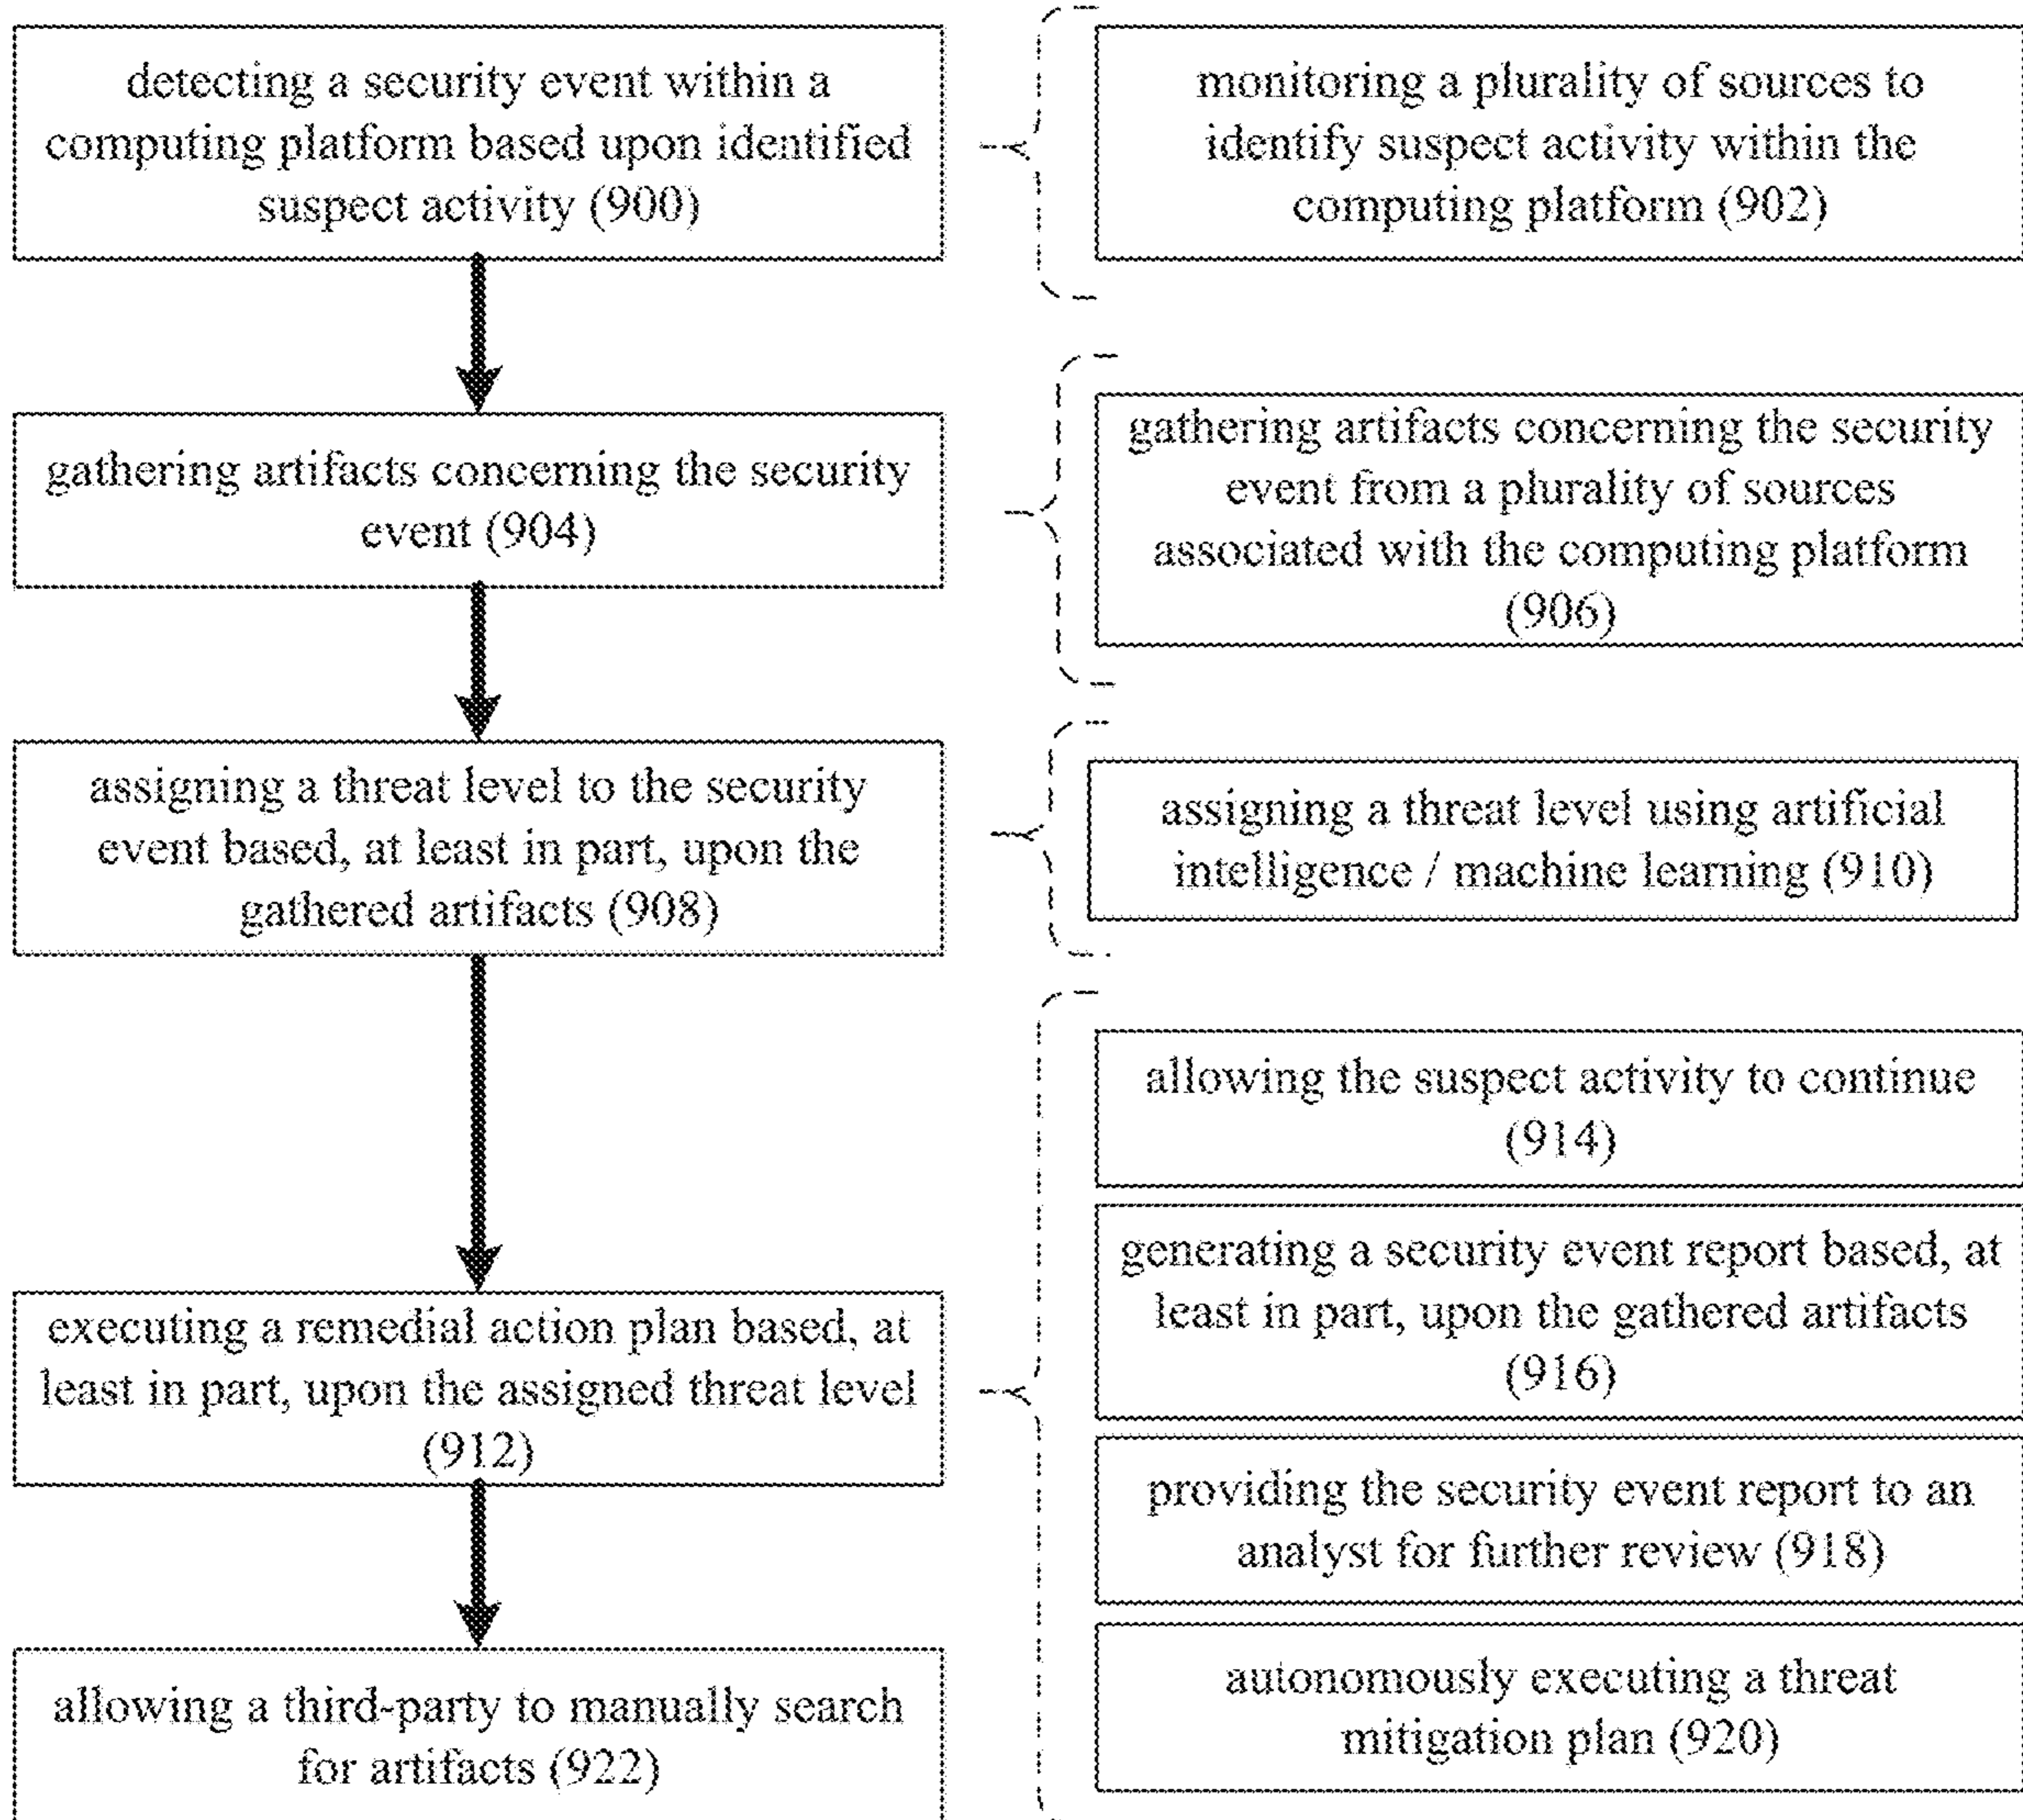 detecting a security event within a
computing platform based upon identified
suspect activity (900)
monitoring a plurality of sources to
identify suspect activity within the
computing platform (902)
gathering artifacts concerning the security
event (904)
gathering artifacts concerning the security
event from a plurality of sources
associated with the computing platform
(906)
assigning a threat level to the security
event based, at least in part, upon the
gathered artifacts (908)
assigning a threat level using artificial
intelligence / machine learning (910)
executing a remedial action plan based, at
least in part, upon the assigned threat level
(912)
allowing the suspect activity to continue
(914)
generating a security event report based, at
least in part, upon the gathered artifacts
(916)
providing the security event report to an
analyst for further review (918)
autonomously executing a threat
mitigation plan (920)
allowing a third-party to manually search
for artifacts (922)